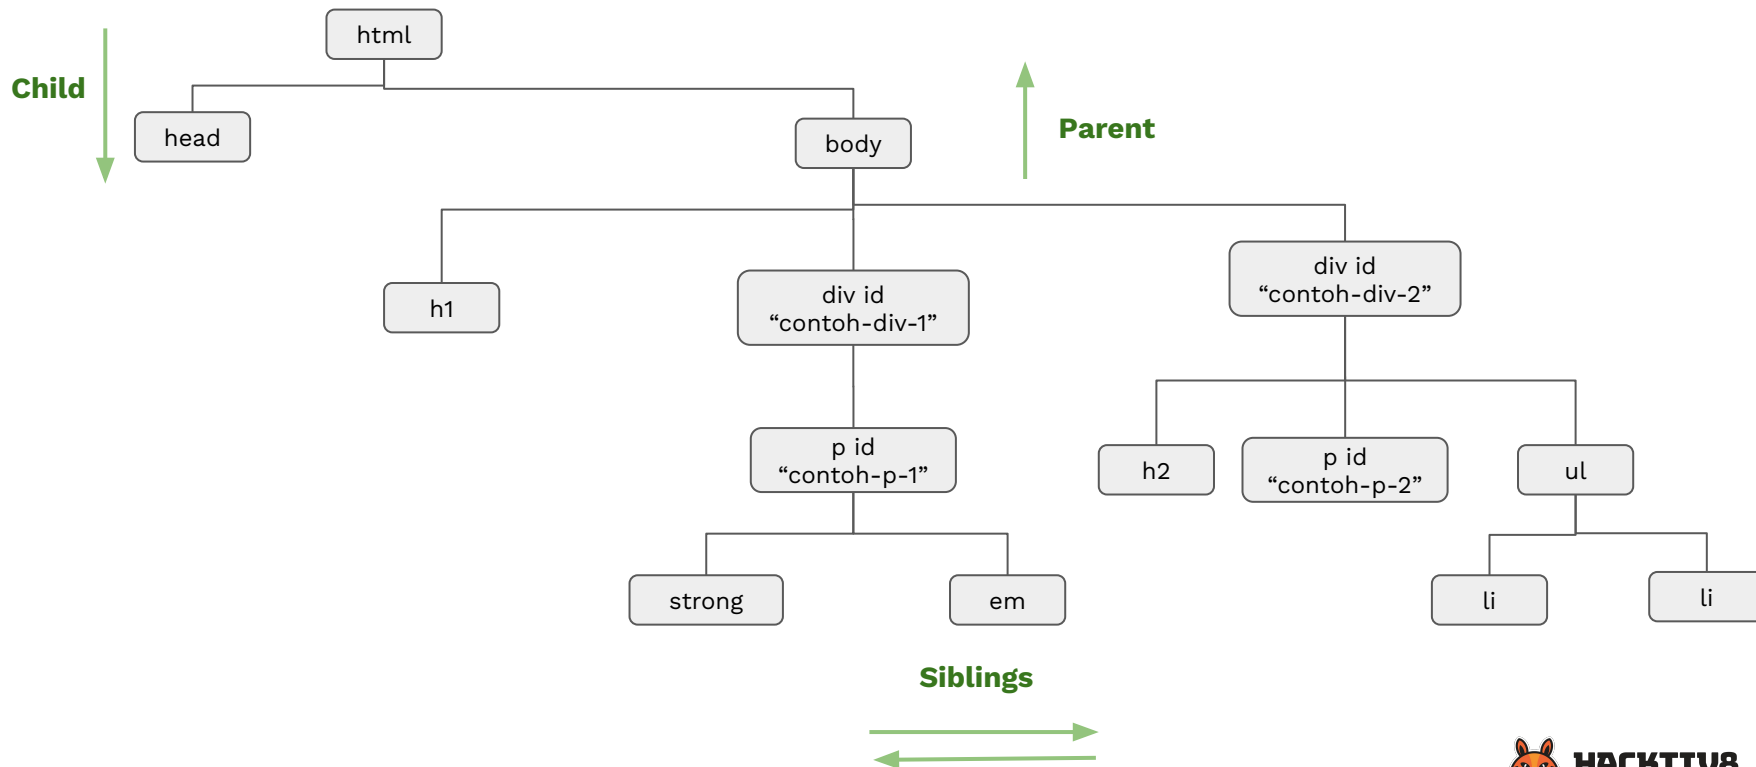 html
Child
head
body
Parent
h1
div id
“contoh-div-1”
div id
“contoh-div-2”
p id
“contoh-p-1”
h2
p id
“contoh-p-2”
ul
strong
em
li
li
Siblings
HACKTIV8